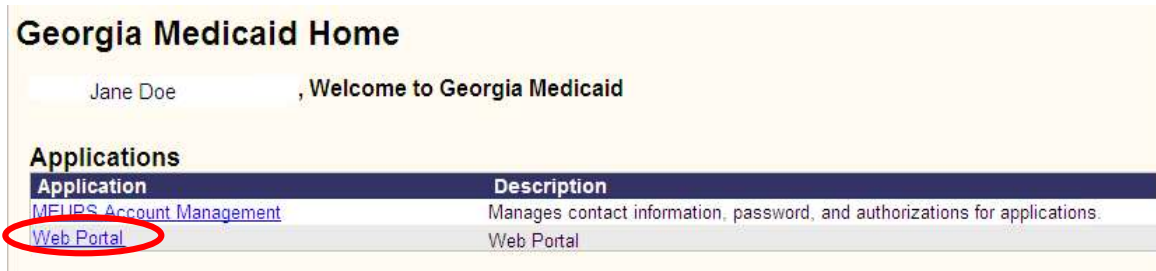 Georgia Medicaid Home
Jane Doe , Welcome to Georgia Medicaid
Applications
Application Description
MEUPS Account Management Manages contact information, password, and authorizations for applications.
Web Portal Web Portal